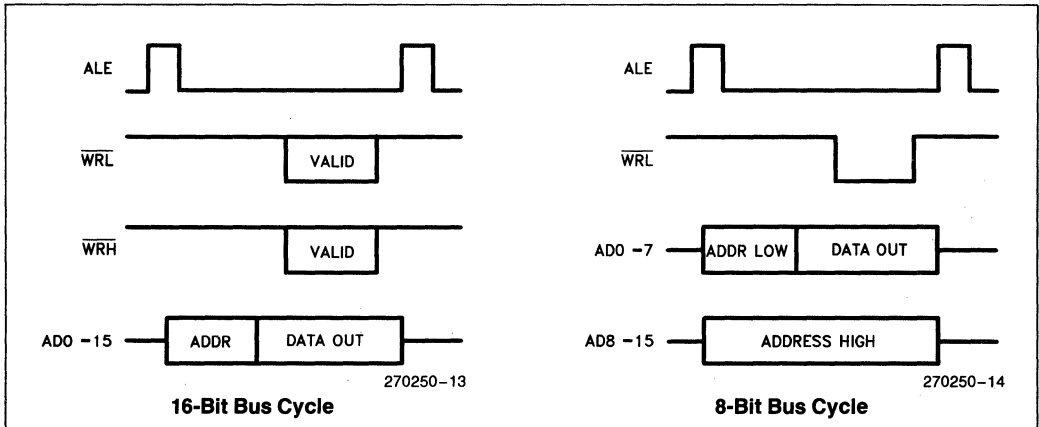 ALE
WRL
VALID
WRH
VALID
AD0 -15
ADDR
DATA OUT
270250-13
16-Bit Bus Cycle
ALE
WRL
AD0 -7
ADDR LOW
DATA OUT
AD8 -15
ADDRESS HIGH
270250-14
8-Bit Bus Cycle